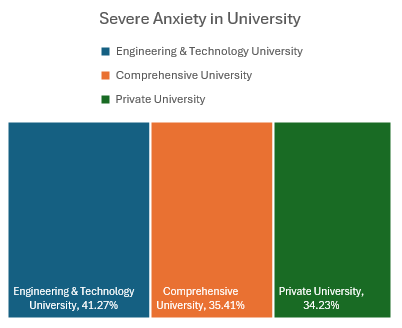 Severe Anxiety in University
Engineering & Technology University
Comprehensive University
Private University
Engineering & Technology
University, 41.27%
Comprehensive
University, 35.41%
Private University,
34.23%